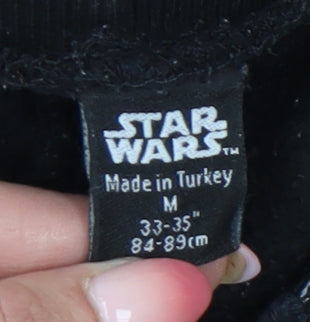 STAR
WARS™
Made in Turkey
M
33-35"
84-89cm